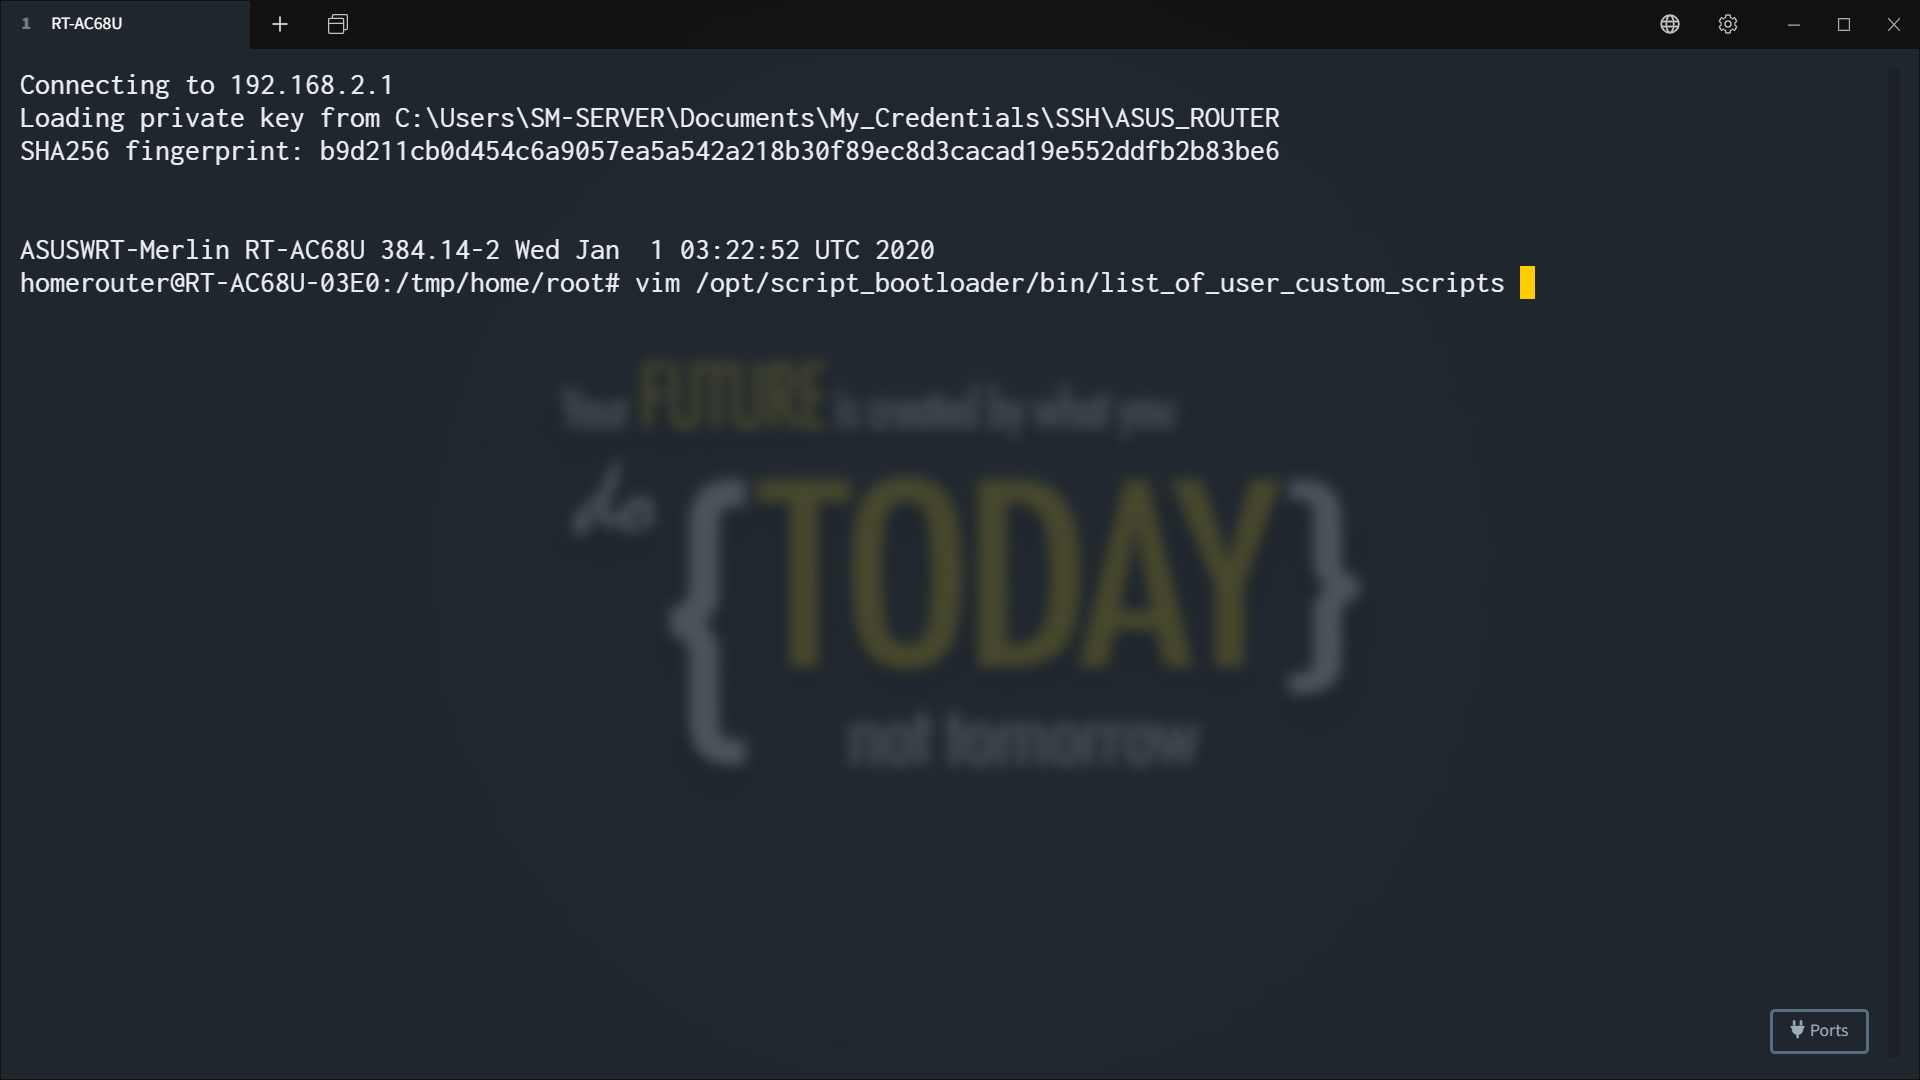 1 RT-AC68U
Connecting to 192.168.2.1
Loading private key from C:\Users\SM-SERVER\Documents\My_Credentials\SSH\ASUS_ROUTER
SHA256 fingerprint: b9d211cb0d454c6a9057ea5a542a218b30f89ec8d3cacad19e552ddfb2b83be6
ASUSWRT-Merlin RT-AC68U 384.14-2 Wed Jan  1 03:22:52 UTC 2020
homerouter@RT-AC68U-03E0:/tmp/home/root# vim /opt/script_bootloader/bin/list_of_user_custom_scripts
Your FUTURE is created by what you
do {TODAY}
not tomorrow
Ports